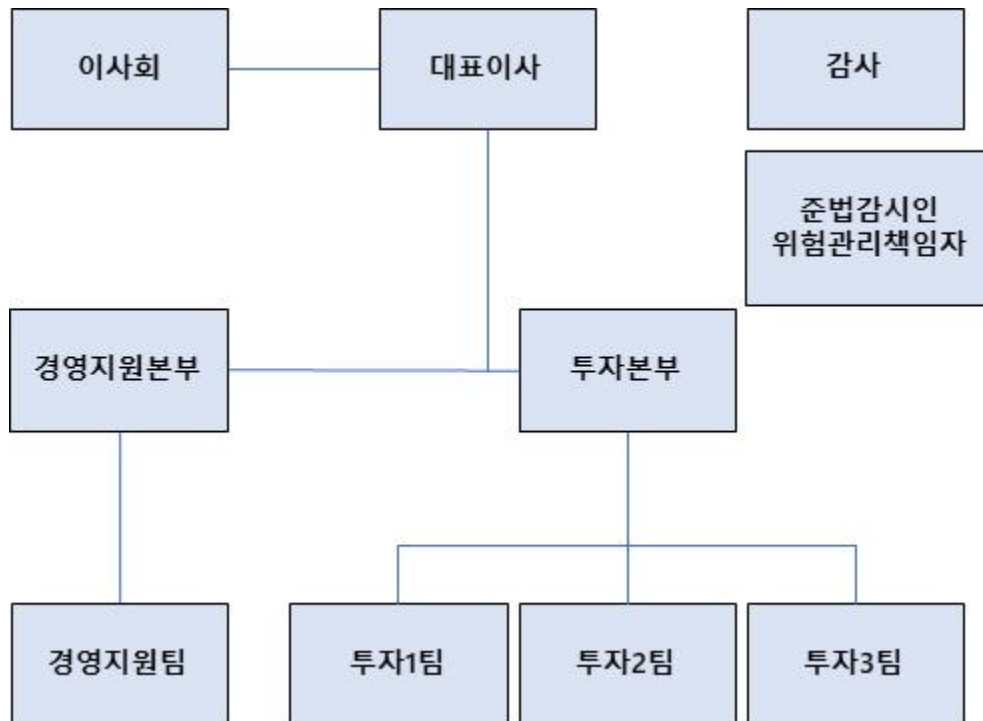 이사회
대표이사
감사
준법감시인
위험관리책임자
경영지원본부
투자본부
경영지원팀
투자1팀
투자2팀
투자3팀